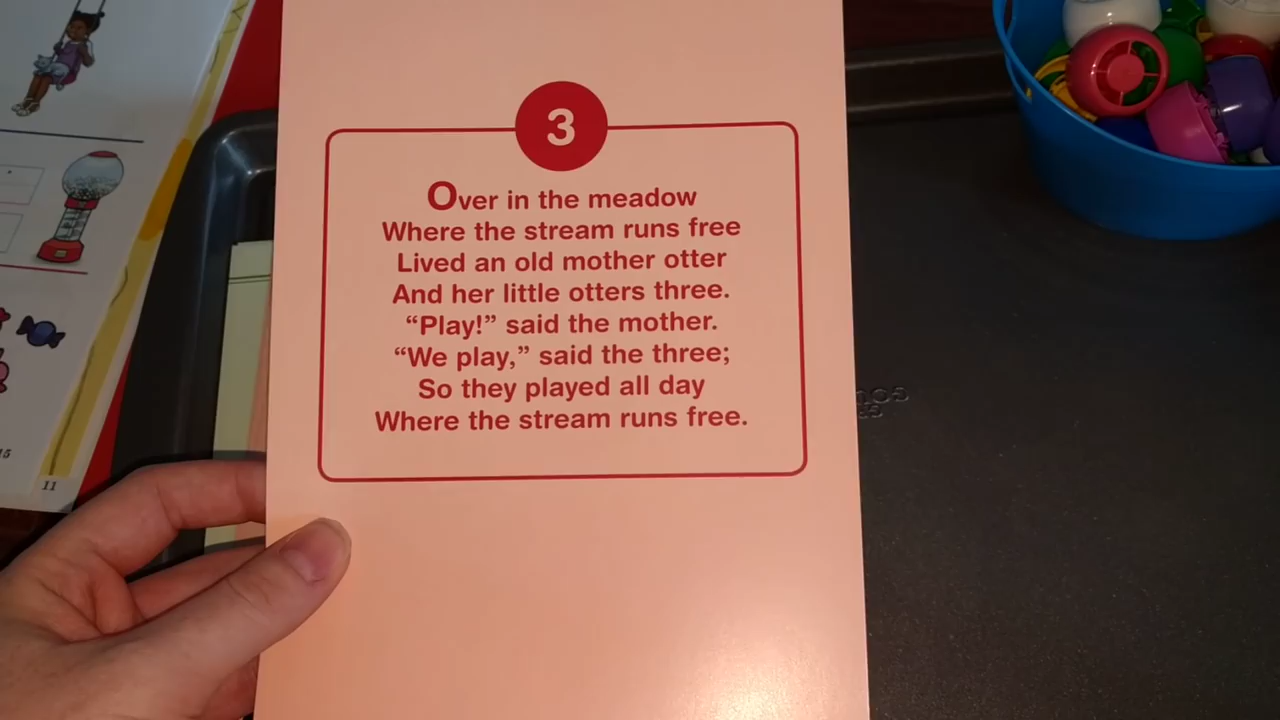 3
Over in the meadow
Where the stream runs free
Lived an old mother otter
And her little otters three.
“Play!” said the mother.
“We play,” said the three;
So they played all day
Where the stream runs free.
11